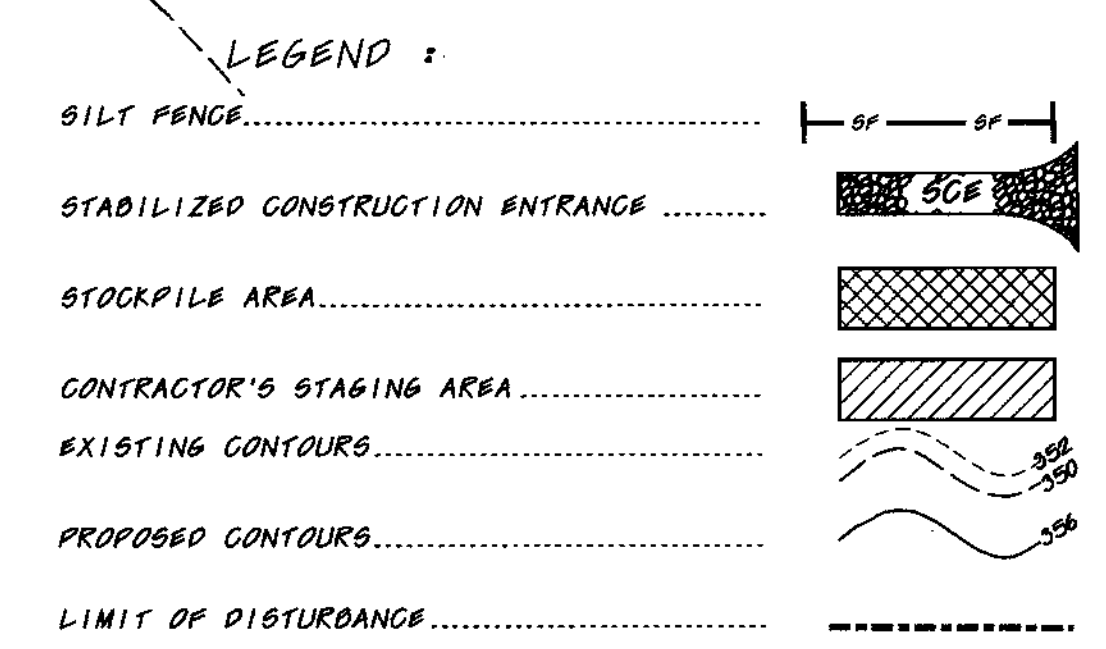 LEGEND :
SILT FENCE SF SF
STABILIZED CONSTRUCTION ENTRANCE SCE
STOCKPILE AREA
CONTRACTOR'S STAGING AREA
EXISTING CONTOURS 352
350
PROPOSED CONTOURS 356
LIMIT OF DISTURBANCE